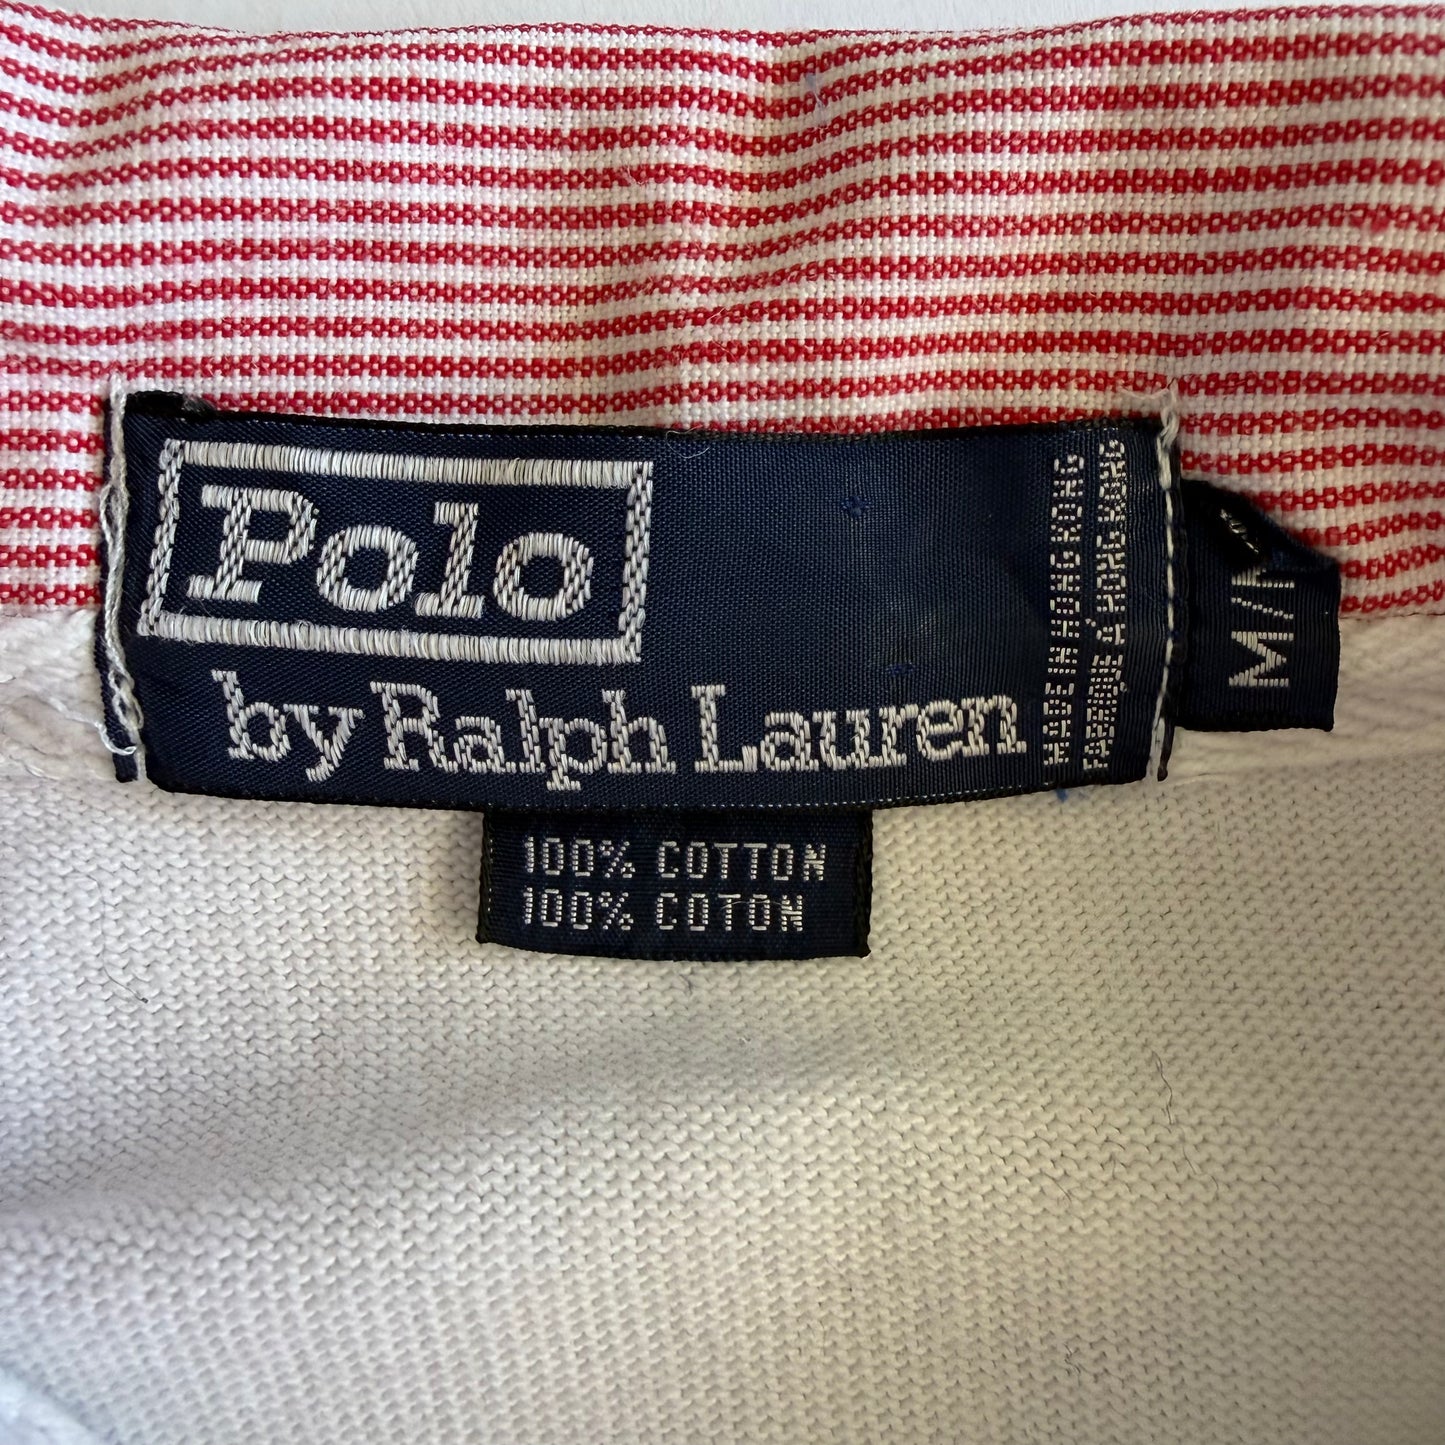 Polo
by Ralph Lauren
MADE IN HONG KONG
FABRIQUE A' HONG KONG
M/M
100% COTTON
100% COTON